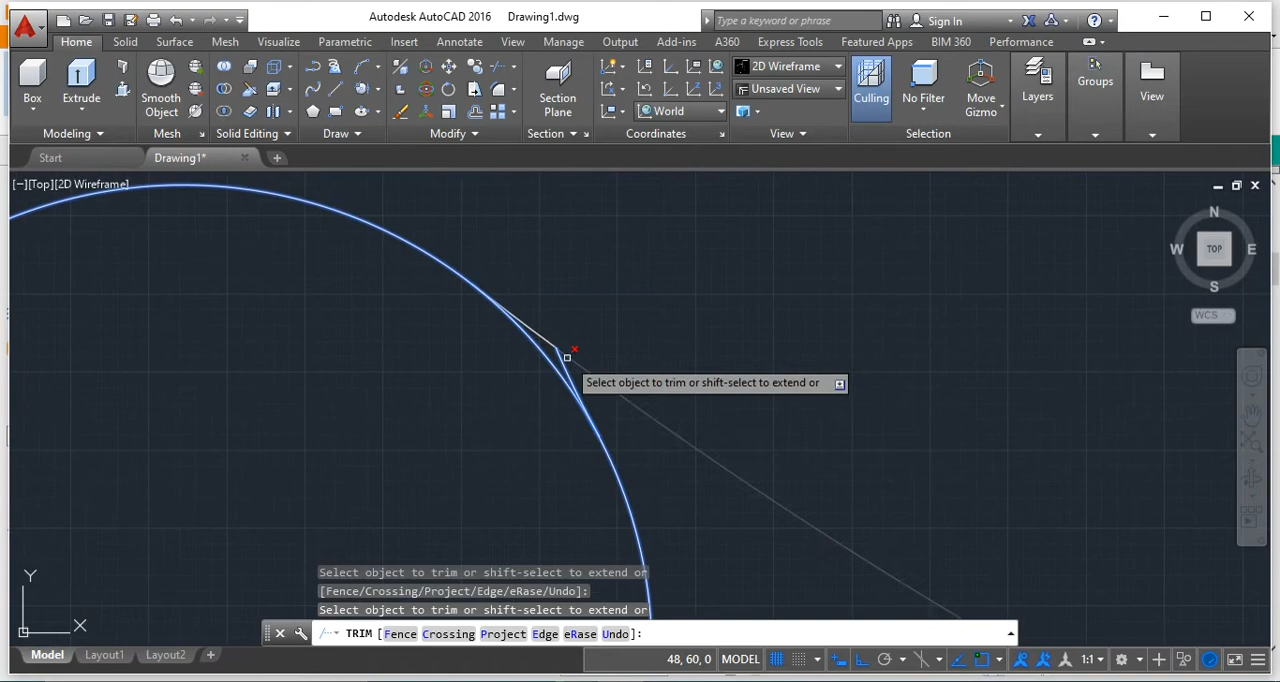 Autodesk AutoCAD 2016 Drawing1.dwg
Type a keyword or phrase
Sign In
Home Solid Surface Mesh Visualize Parametric Insert Annotate View Manage Output Add-ins A360 Express Tools Featured Apps BIM 360 Performance
2D Wireframe
Unsaved View
World
Box Extrude Smooth Object Section Plane Culling No Filter Move Gizmo Layers Groups View
Modeling Mesh Solid Editing Draw Modify Section Coordinates View Selection
Start Drawing1*
[−][Top][2D Wireframe]
N
W TOP E
S
WCS
Select object to trim or shift-select to extend or
Y
X
Select object to trim or shift-select to extend or
[Fence/Crossing/Project/Edge/eRase/Undo]:
Select object to trim or shift-select to extend or
TRIM [Fence Crossing Project Edge eRase Undo]:
Model Layout1 Layout2 48, 60, 0 MODEL 1:1